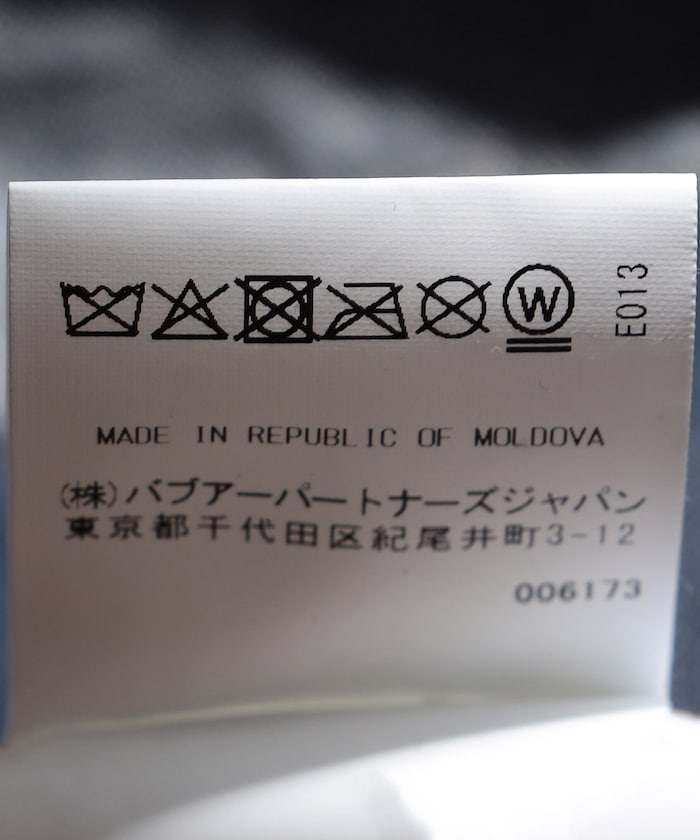 W
E013
MADE IN REPUBLIC OF MOLDOVA
(株)バブアーパートナーズジャパン
東京都千代田区紀尾井町3-12
006173